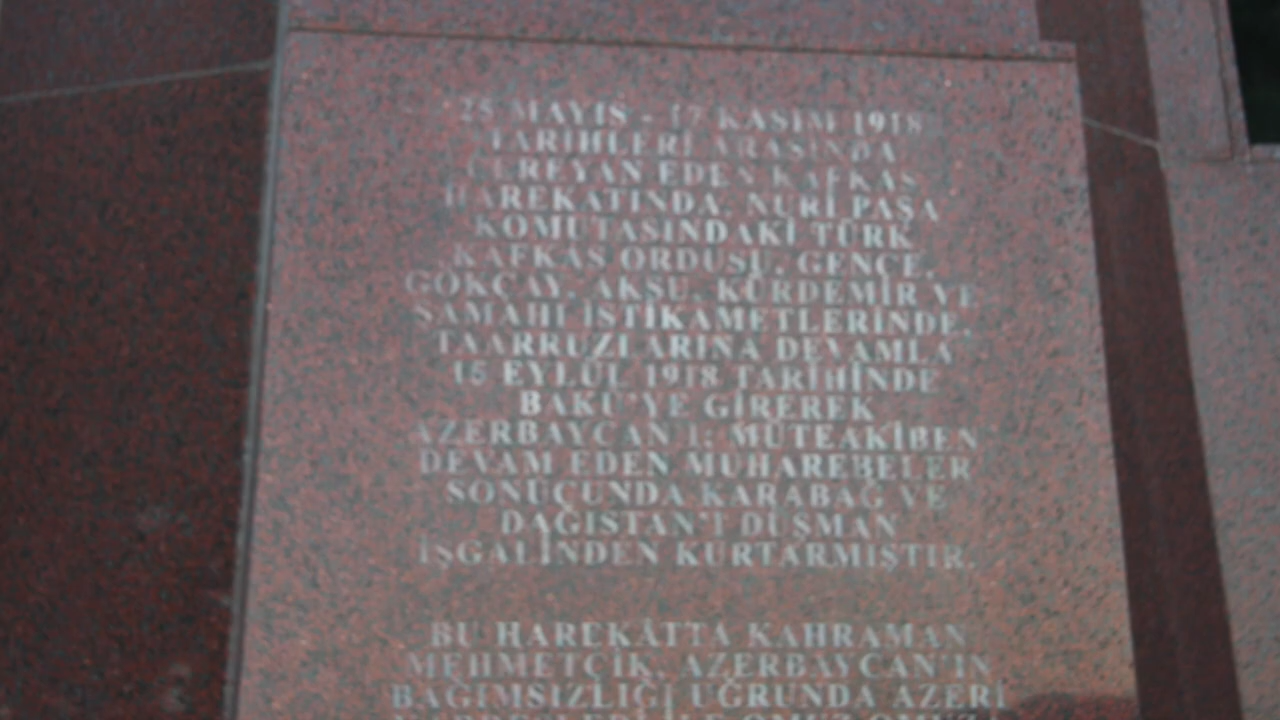 25 MAYIS - 17 KASIM 1918
TARİHLERİ ARASINDA
CEREYAN EDEN KAFKAS
HAREKATINDA, NURİ PAŞA
KOMUTASINDAKİ TÜRK
KAFKAS ORDUSU, GENCE,
GÖKÇAY, AKSU, KÜRDEMİR VE
ŞAMAHI İSTİKAMETLERİNDE,
TAARRUZLARINA DEVAMLA
15 EYLÜL 1918 TARİHİNDE
BAKÜ'YE GİREREK
AZERBAYCAN'I; MÜTEAKİBEN
DEVAM EDEN MUHAREBELER
SONUCUNDA KARABAĞ VE
DAĞISTAN'I DÜŞMAN
İŞGALİNDEN KURTARMIŞTIR.
BU HAREKÂTTA KAHRAMAN
MEHMETÇİK, AZERBAYCAN'IN
BAĞIMSIZLIĞI UĞRUNDA AZERİ